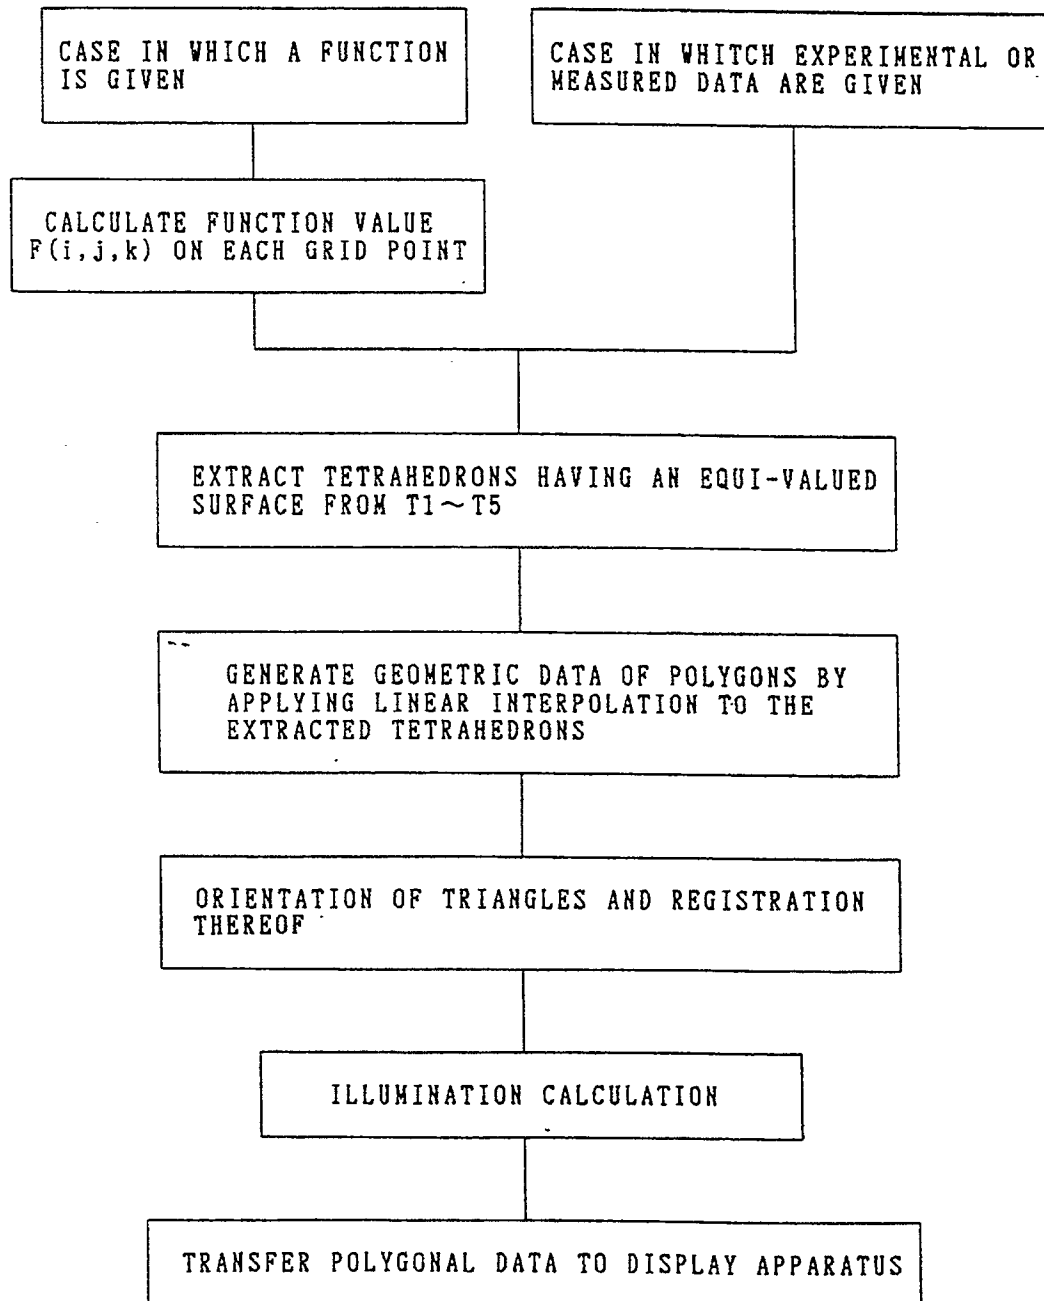 CASE IN WHICH A FUNCTION
IS GIVEN
CASE IN WHITCH EXPERIMENTAL OR
MEASURED DATA ARE GIVEN
CALCULATE FUNCTION VALUE
F(i,j,k) ON EACH GRID POINT
EXTRACT TETRAHEDRONS HAVING AN EQUI-VALUED
SURFACE FROM T1~T5
GENERATE GEOMETRIC DATA OF POLYGONS BY
APPLYING LINEAR INTERPOLATION TO THE
EXTRACTED TETRAHEDRONS
ORIENTATION OF TRIANGLES AND REGISTRATION
THEREOF
ILLUMINATION CALCULATION
TRANSFER POLYGONAL DATA TO DISPLAY APPARATUS